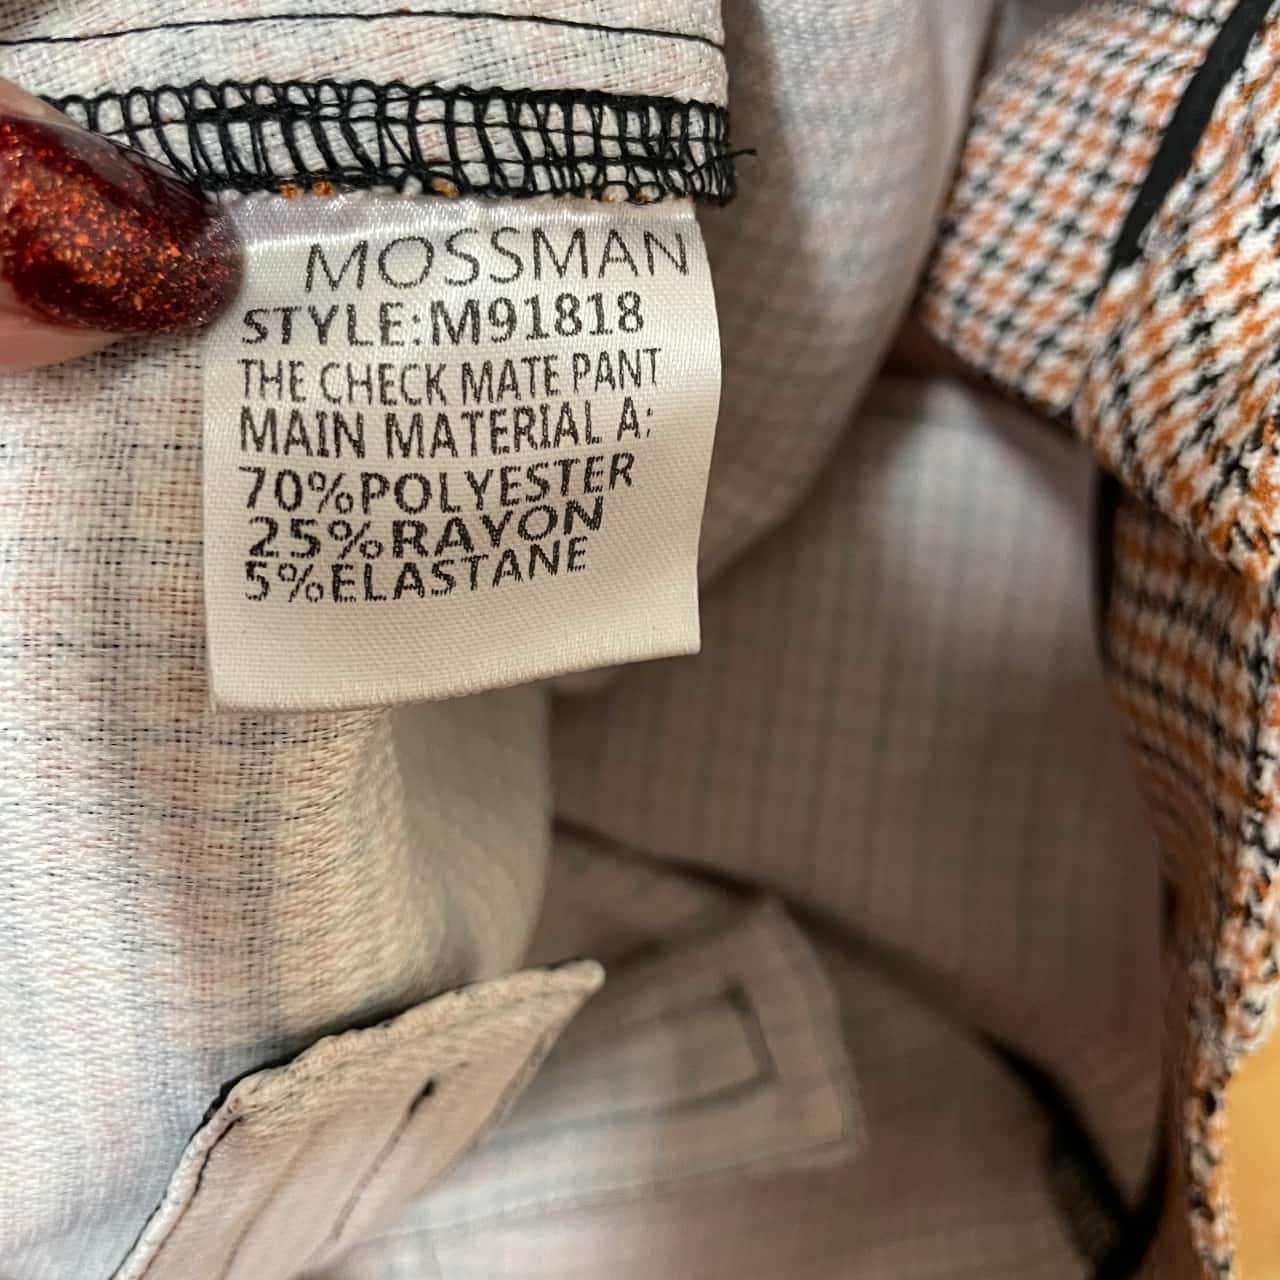 MOSSMAN
STYLE:M91818
THE CHECK MATE PANT
MAIN MATERIAL A:
70%POLYESTER
25%RAYON
5%ELASTANE